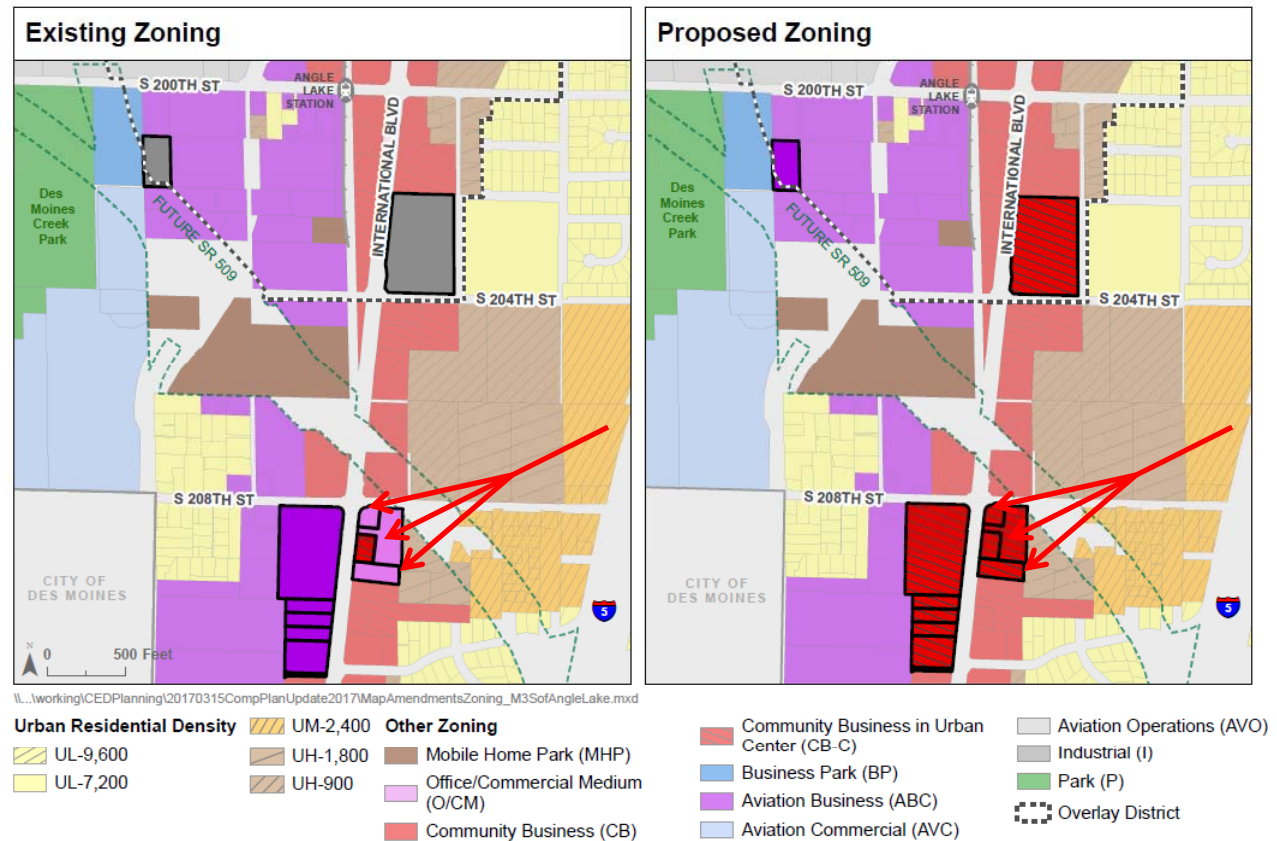 Existing Zoning
S 200TH ST
ANGLE
LAKE
STATION
INTERNATIONAL BLVD
Des
Moines
Creek
Park
FUTURE SR 509
S 204TH ST
S 208TH ST
CITY OF
DES MOINES
5
N
0 500 Feet
Proposed Zoning
S 200TH ST
ANGLE
LAKE
STATION
INTERNATIONAL BLVD
Des
Moines
Creek
Park
FUTURE SR 509
S 204TH ST
S 208TH ST
CITY OF
DES MOINES
5
\\...\working\CEDPlanning\20170315CompPlanUpdate2017\MapAmendmentsZoning_M3SofAngleLake.mxd
Urban Residential Density
UL-9,600
UL-7,200
UM-2,400
UH-1,800
UH-900
Other Zoning
Mobile Home Park (MHP)
Office/Commercial Medium
(O/CM)
Community Business (CB)
Community Business in Urban
Center (CB-C)
Business Park (BP)
Aviation Business (ABC)
Aviation Commercial (AVC)
Aviation Operations (AVO)
Industrial (I)
Park (P)
Overlay District